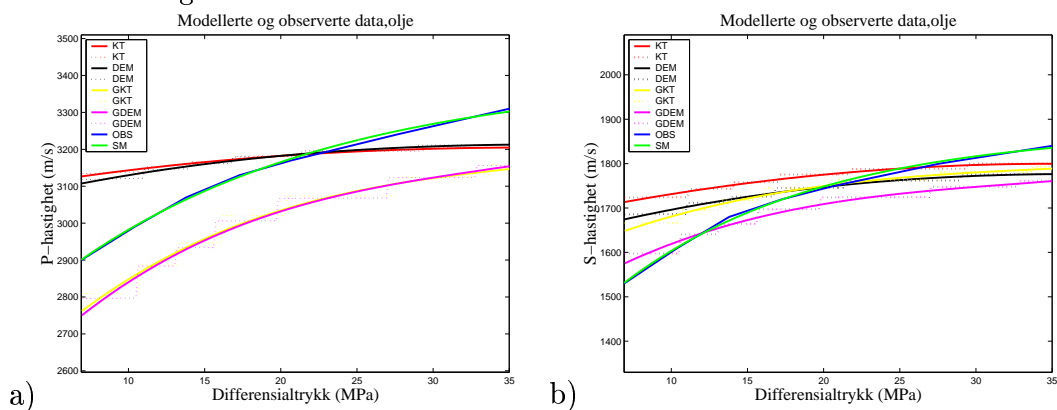 Modellerte og observerte data,olje
P−hastighet (m/s)
3500
3400
3300
3200
3100
3000
2900
2800
2700
2600
KT
KT
DEM
DEM
GKT
GKT
GDEM
GDEM
OBS
SM
10 15 20 25 30 35
Differensialtrykk (MPa)
a)
Modellerte og observerte data,olje
S−hastighet (m/s)
2000
1900
1800
1700
1600
1500
1400
KT
KT
DEM
DEM
GKT
GKT
GDEM
GDEM
OBS
SM
10 15 20 25 30 35
Differensialtrykk (MPa)
b)